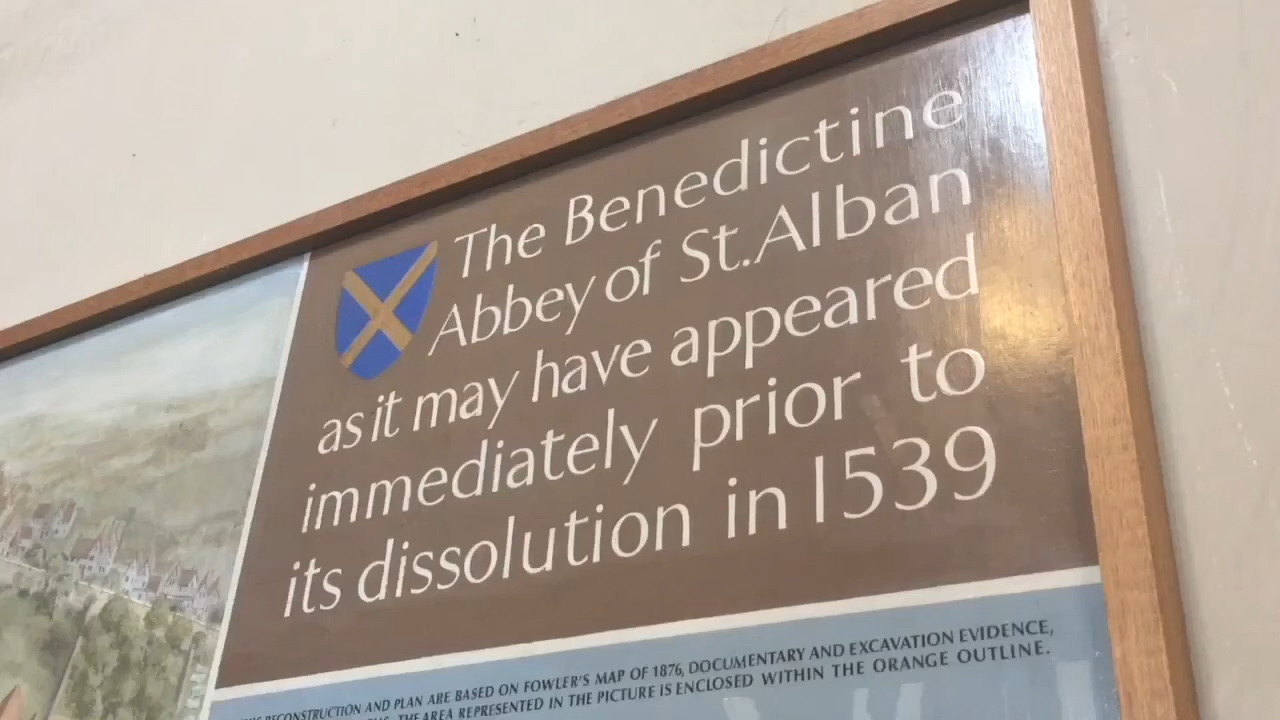 The Benedictine
Abbey of St. Alban
as it may have appeared
immediately prior to
its dissolution in 1539
RECONSTRUCTION AND PLAN ARE BASED ON FOWLER'S MAP OF 1876, DOCUMENTARY AND EXCAVATION EVIDENCE,
THE AREA REPRESENTED IN THE PICTURE IS ENCLOSED WITHIN THE ORANGE OUTLINE.